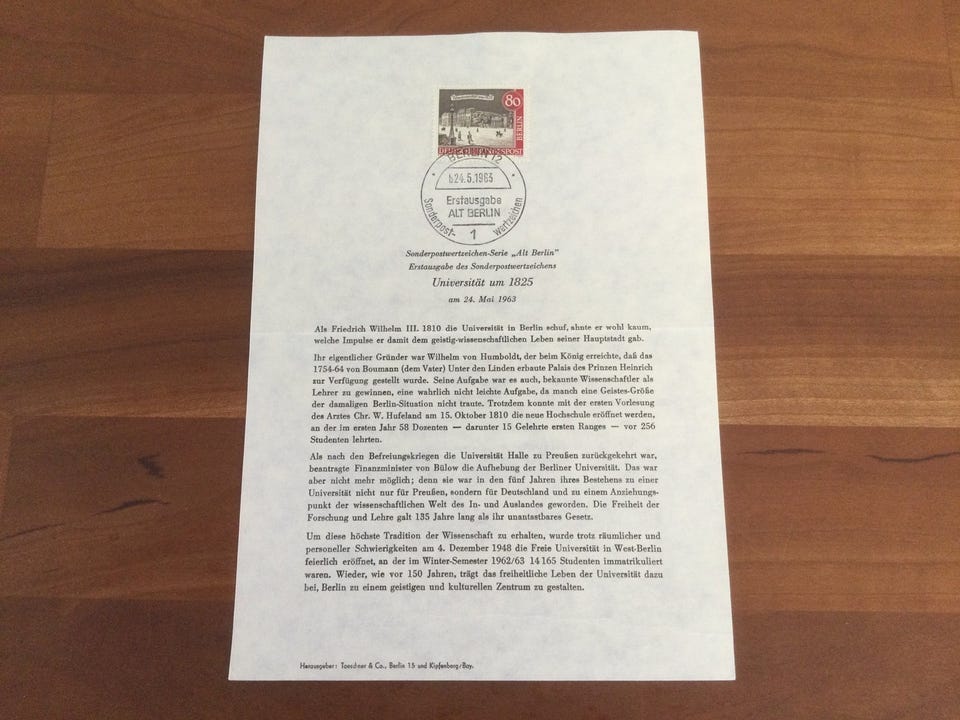 80
BERLIN
DEUTSCHE BUNDESPOST
BERLIN 12
b24.5.1963
Erstausgabe
ALT BERLIN
Sonderpost- wertzeichen
1
Sonderpostwertzeichen-Serie „Alt Berlin“
Erstausgabe des Sonderpostwertzeichens
Universität um 1825
am 24. Mai 1963
Als Friedrich Wilhelm III. 1810 die Universität in Berlin schuf, ahnte er wohl kaum,
welche Impulse er damit dem geistig-wissenschaftlichen Leben seiner Hauptstadt gab.
Ihr eigentlicher Gründer war Wilhelm von Humboldt, der beim König erreichte, daß das
1754-64 von Boumann (dem Vater) Unter den Linden erbaute Palais des Prinzen Heinrich
zur Verfügung gestellt wurde. Seine Aufgabe war es auch, bekannte Wissenschaftler als
Lehrer zu gewinnen, eine wahrlich nicht leichte Aufgabe, da manch eine Geistes-Größe
der damaligen Berlin-Situation nicht traute. Trotzdem konnte mit der ersten Vorlesung
des Arztes Chr. W. Hufeland am 15. Oktober 1810 die neue Hochschule eröffnet werden,
an der im ersten Jahr 58 Dozenten — darunter 15 Gelehrte ersten Ranges — vor 256
Studenten lehrten.
Als nach den Befreiungskriegen die Universität Halle zu Preußen zurückgekehrt war,
beantragte Finanzminister von Bülow die Aufhebung der Berliner Universität. Das war
aber nicht mehr möglich; denn sie war in den fünf Jahren ihres Bestehens zu einer
Universität nicht nur für Preußen, sondern für Deutschland und zu einem Anziehungs-
punkt der wissenschaftlichen Welt des In- und Auslandes geworden. Die Freiheit der
Forschung und Lehre galt 135 Jahre lang als ihr unantastbares Gesetz.
Um diese höchste Tradition der Wissenschaft zu erhalten, wurde trotz räumlicher und
personeller Schwierigkeiten am 4. Dezember 1948 die Freie Universität in West-Berlin
feierlich eröffnet, an der im Winter-Semester 1962/63 14 165 Studenten immatrikuliert
waren. Wieder, wie vor 150 Jahren, trägt das freiheitliche Leben der Universität dazu
bei, Berlin zu einem geistigen und kulturellen Zentrum zu gestalten.
Herausgeber: Toeschner & Co., Berlin 15 und Kipfenberg/Bay.